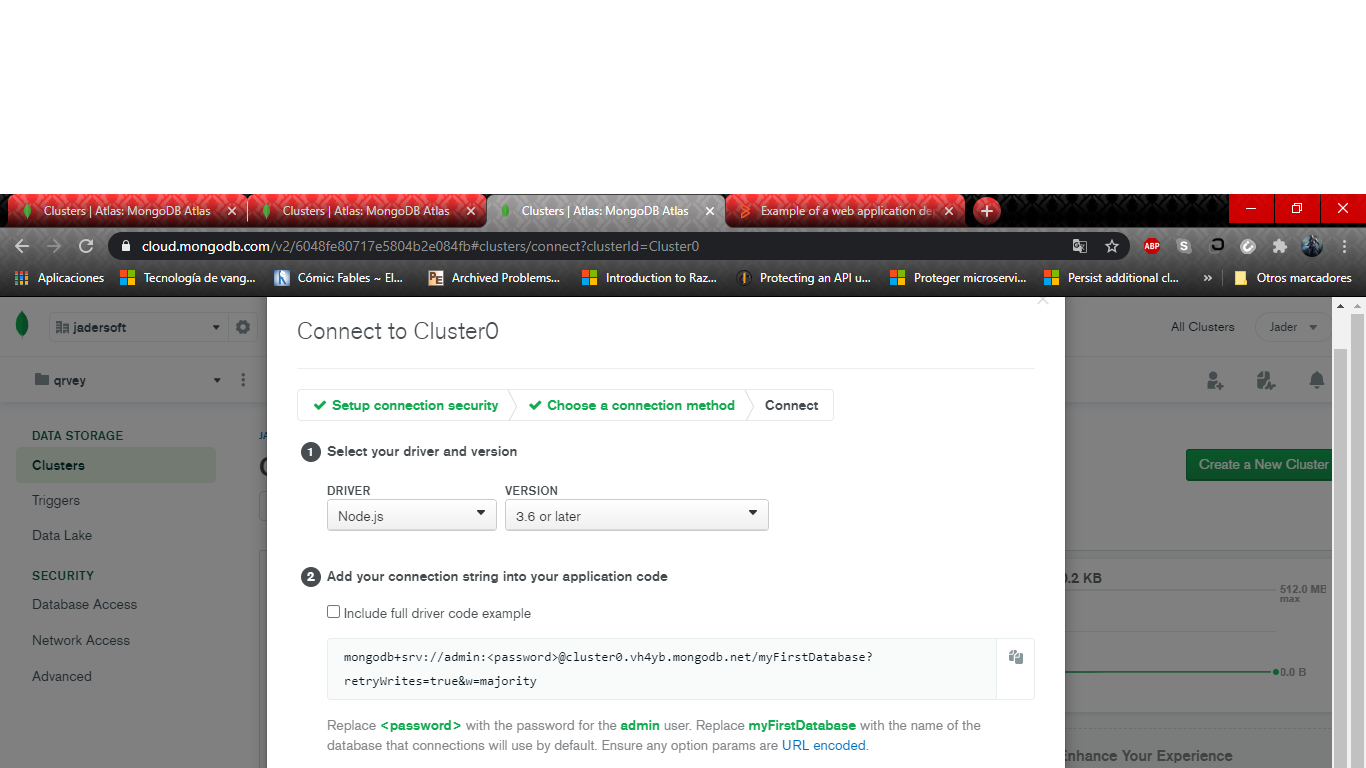 Clusters | Atlas: MongoDB Atlas
Clusters | Atlas: MongoDB Atlas
Clusters | Atlas: MongoDB Atlas
Example of a web application de
cloud.mongodb.com/v2/6048fe80717e5804b2e084fb#clusters/connect?clusterId=Cluster0
ABP
Aplicaciones
Tecnología de vang...
Cómic: Fables ~ El...
Archived Problems...
Introduction to Raz...
Protecting an API u...
Proteger microservi...
Persist additional cl...
»
Otros marcadores
jadersoft
All Clusters
Jader
qrvey
DATA STORAGE
Clusters
Triggers
Data Lake
SECURITY
Database Access
Network Access
Advanced
JA
C
Create a New Cluster
0.2 KB
512.0 MB
max
0.0 B
Enhance Your Experience
Connect to Cluster0
Setup connection security
Choose a connection method
Connect
1 Select your driver and version
DRIVER VERSION
Node.js 3.6 or later
2 Add your connection string into your application code
Include full driver code example
mongodb+srv://admin:<password>@cluster0.vh4yb.mongodb.net/myFirstDatabase?
retryWrites=true&w=majority
Replace <password> with the password for the admin user. Replace myFirstDatabase with the name of the
database that connections will use by default. Ensure any option params are URL encoded.